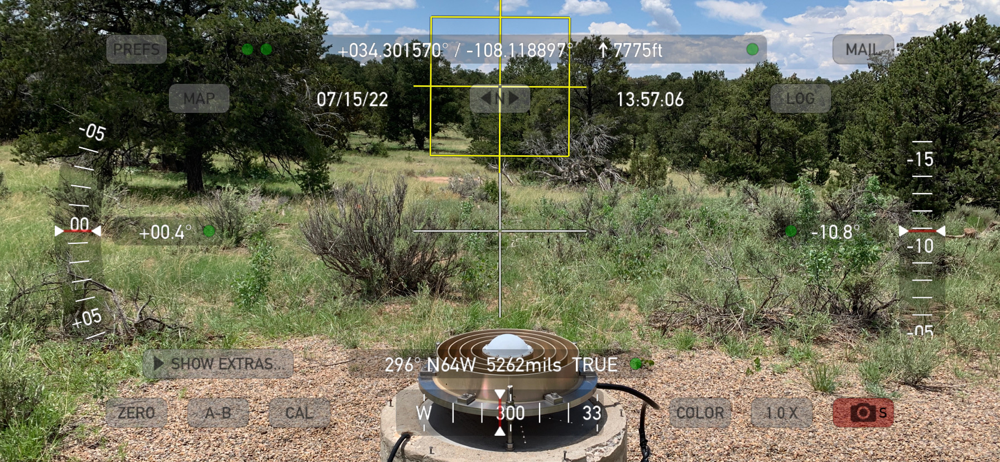 PREFS +034.301570° / -108.118897° ↑ 7775ft MAIL
MAP 07/15/22 N 13:57:06 LOG
-05
-15
00
+00.4° -10.8°
-10
+05
-05
SHOW EXTRAS... 296° N64W 5262mils TRUE
ZERO A-B CAL W 300 33 COLOR 1.0 X S